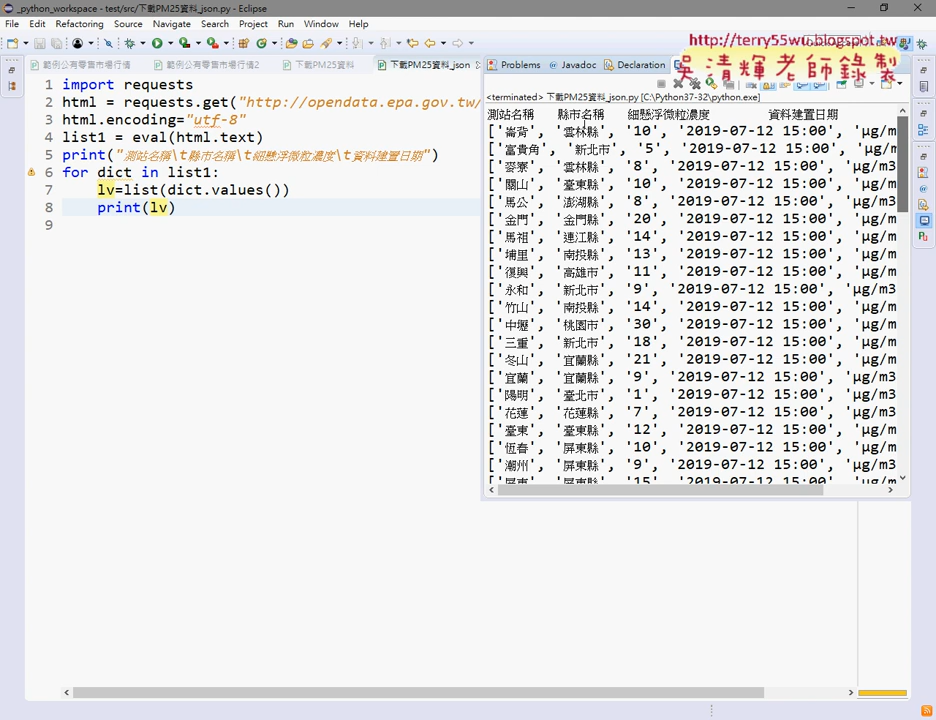 _python_workspace - test/src/下載PM25資料_json.py - Eclipse
File Edit Refactoring Source Navigate Search Project Run Window Help
http://terry55wu.blogspot.tw
吳清輝老師錄製
範例公有零售市場行情 範例公有零售市場行情2 下載PM25資料 下載PM25資料_json
Problems Javadoc Declaration
1 import requests
2 html = requests.get("http://opendata.epa.gov.tw/
3 html.encoding="utf-8"
4 list1 = eval(html.text)
5 print("測站名稱\t縣市名稱\t細懸浮微粒濃度\t資料建置日期")
6 for dict in list1:
7 lv=list(dict.values())
8 print(lv)
9
<terminated> 下載PM25資料_json.py [C:\Python37-32\python.exe]
測站名稱 縣市名稱 細懸浮微粒濃度 資料建置日期
['崙背', '雲林縣', '10', '2019-07-12 15:00', 'μg/m3
['富貴角', '新北市', '5', '2019-07-12 15:00', 'μg/m
['麥寮', '雲林縣', '8', '2019-07-12 15:00', 'μg/m3
['關山', '臺東縣', '10', '2019-07-12 15:00', 'μg/m
['馬公', '澎湖縣', '8', '2019-07-12 15:00', 'μg/m3
['金門', '金門縣', '20', '2019-07-12 15:00', 'μg/m
['馬祖', '連江縣', '14', '2019-07-12 15:00', 'μg/m
['埔里', '南投縣', '13', '2019-07-12 15:00', 'μg/m
['復興', '高雄市', '11', '2019-07-12 15:00', 'μg/m
['永和', '新北市', '9', '2019-07-12 15:00', 'μg/m3
['竹山', '南投縣', '14', '2019-07-12 15:00', 'μg/m
['中壢', '桃園市', '30', '2019-07-12 15:00', 'μg/m
['三重', '新北市', '18', '2019-07-12 15:00', 'μg/m
['冬山', '宜蘭縣', '21', '2019-07-12 15:00', 'μg/m
['宜蘭', '宜蘭縣', '9', '2019-07-12 15:00', 'μg/m3
['陽明', '臺北市', '1', '2019-07-12 15:00', 'μg/m3
['花蓮', '花蓮縣', '7', '2019-07-12 15:00', 'μg/m3
['臺東', '臺東縣', '12', '2019-07-12 15:00', 'μg/m
['恆春', '屏東縣', '10', '2019-07-12 15:00', 'μg/m
['潮州', '屏東縣', '9', '2019-07-12 15:00', 'μg/m3
['屏東', '屏東縣', '15', '2019-07-12 15:00', 'μg/m